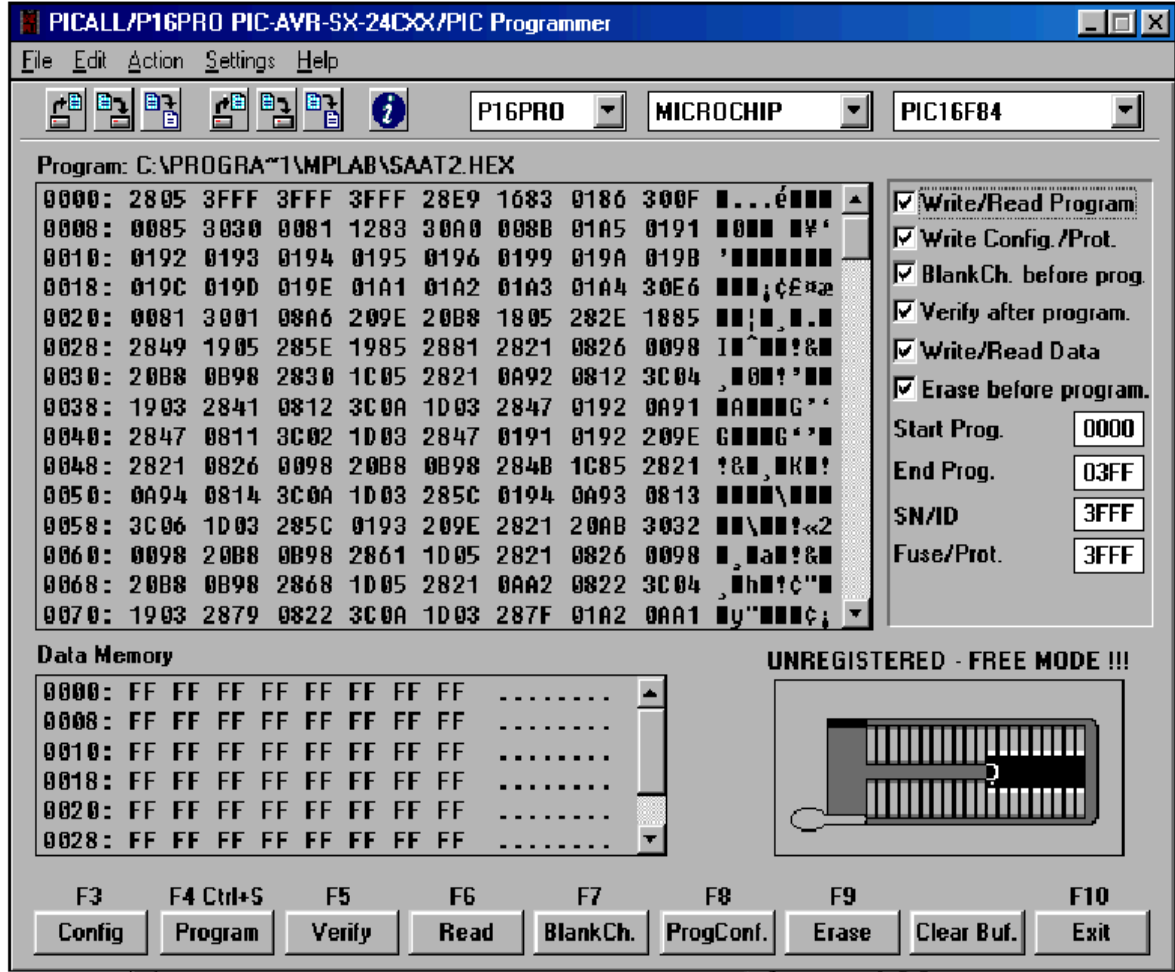 PICALL/P16PRO PIC-AVR-SX-24CXX/PIC Programmer
File Edit Action Settings Help
P16PRO MICROCHIP PIC16F84
Program: C:\PROGRA~1\MPLAB\SAAT2.HEX
0000: 2805 3FFF 3FFF 3FFF 28E9 1683 0186 300F ■...é■■■
0008: 0085 3030 0081 1283 30A0 008B 01A5 0191 ■0■■ ■¥‘
0010: 0192 0193 0194 0195 0196 0199 019A 019B ’■■■■■■■
0018: 019C 019D 019E 01A1 01A2 01A3 01A4 30E6 ■■■¡¢£¤æ
0020: 0081 3001 08A6 209E 20B8 1805 282E 1885 ■■¦■¸■.■
0028: 2849 1905 285E 1985 2881 2821 0826 0098 I■^■■!&■
0030: 20B8 0B98 2830 1C05 2821 0A92 0812 3C04 ¸■0■!’■■
0038: 1903 2841 0812 3C0A 1D03 2847 0192 0A91 ■A■■■G’‘
0040: 2847 0811 3C02 1D03 2847 0191 0192 209E G■■■G‘’■
0048: 2821 0826 0098 20B8 0B98 284B 1C85 2821 !&■¸■K■!
0050: 0A94 0814 3C0A 1D03 285C 0194 0A93 0813 ■■■■\■■■
0058: 3C06 1D03 285C 0193 209E 2821 20AB 3032 ■■\■■!«2
0060: 0098 20B8 0B98 2861 1D05 2821 0826 0098 ■¸■a■!&■
0068: 20B8 0B98 2868 1D05 2821 0AA2 0822 3C04 ¸■h■!¢"■
0070: 1903 2879 0822 3C0A 1D03 287F 01A2 0AA1 ■y"■■■¢¡
Write/Read Program
Write Config./Prot.
BlankCh. before prog.
Verify after program.
Write/Read Data
Erase before program.
Start Prog. 0000
End Prog. 03FF
SN/ID 3FFF
Fuse/Prot. 3FFF
Data Memory
0000: FF FF FF FF FF FF FF FF ........
0008: FF FF FF FF FF FF FF FF ........
0010: FF FF FF FF FF FF FF FF ........
0018: FF FF FF FF FF FF FF FF ........
0020: FF FF FF FF FF FF FF FF ........
0028: FF FF FF FF FF FF FF FF ........
UNREGISTERED - FREE MODE !!!
F3 F4 Ctrl+S F5 F6 F7 F8 F9 F10
Config Program Verify Read BlankCh. ProgConf. Erase Clear Buf. Exit